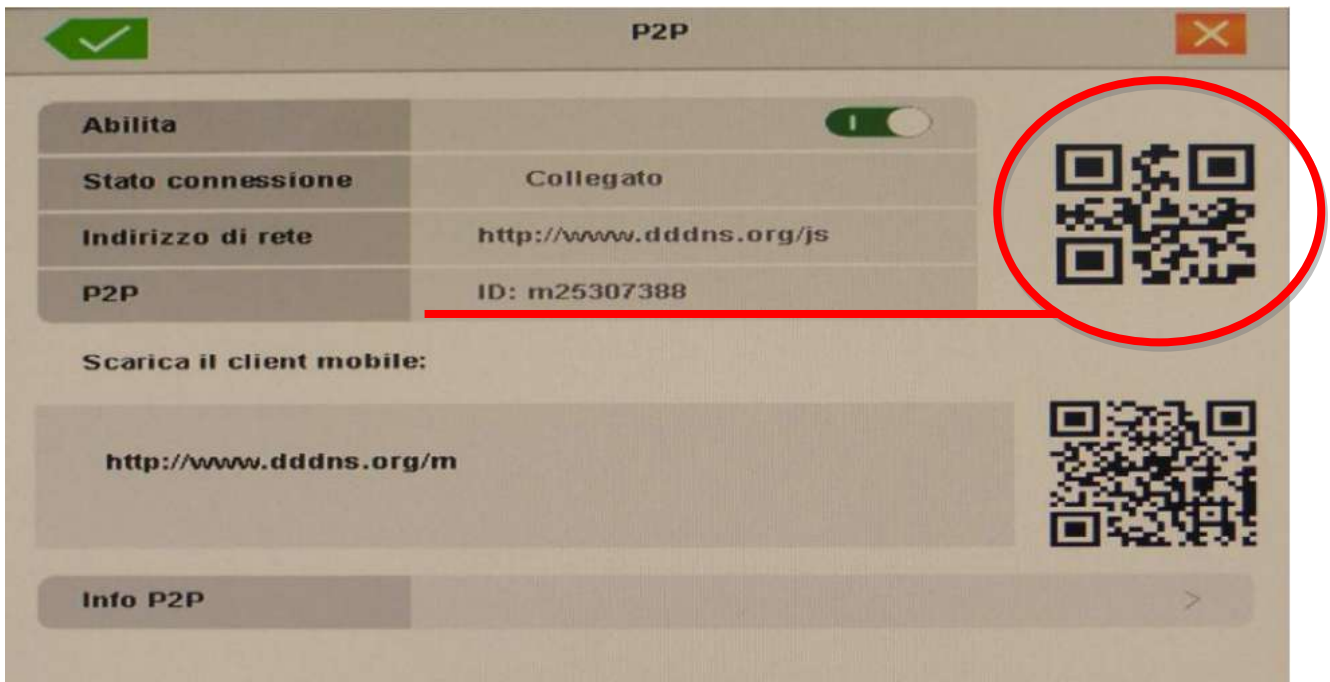 P2P
Abilita
Stato connessione Collegato
Indirizzo di rete http://www.dddns.org/js
P2P ID: m25307388
Scarica il client mobile:
http://www.dddns.org/m
Info P2P >